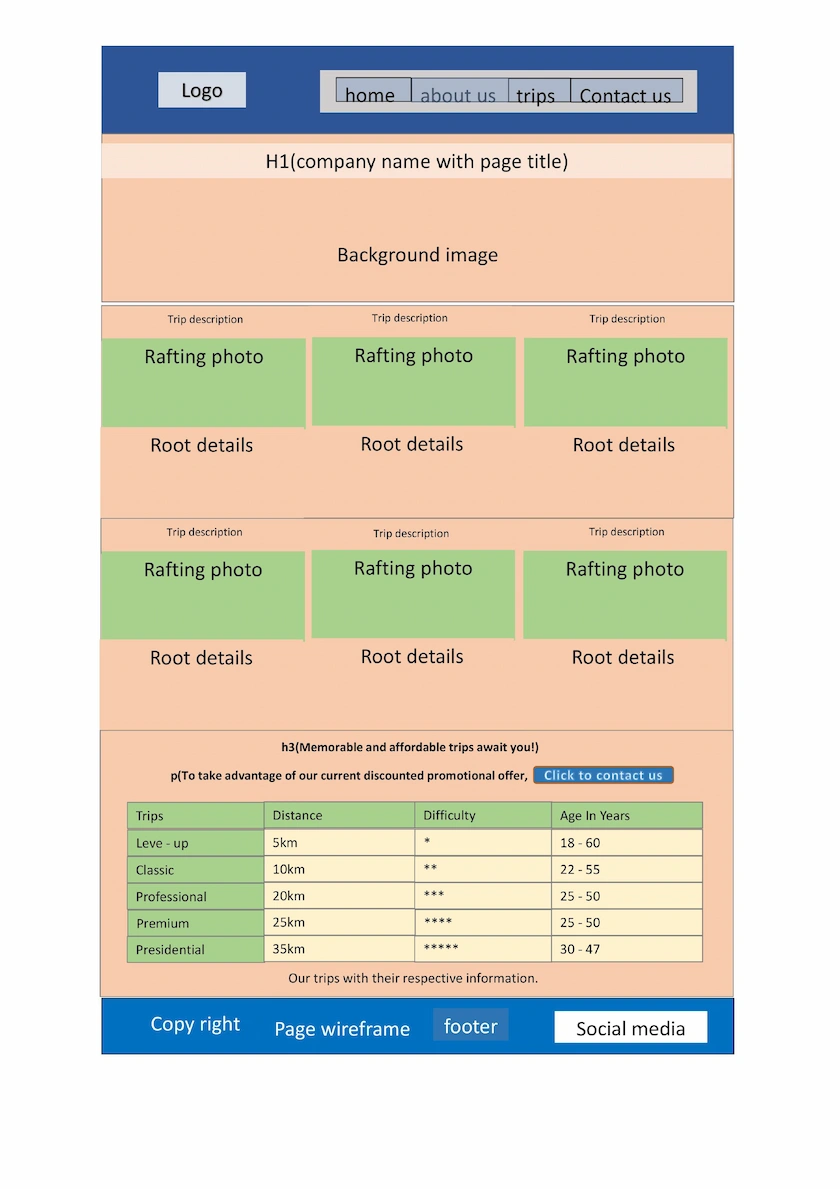 Logo
home about us trips Contact us
H1(company name with page title)
Background image
Trip description Trip description Trip description
Rafting photo Rafting photo Rafting photo
Root details Root details Root details
Trip description Trip description Trip description
Rafting photo Rafting photo Rafting photo
Root details Root details Root details
h3(Memorable and affordable trips await you!)
p(To take advantage of our current discounted promotional offer, Click to contact us
Trips Distance Difficulty Age In Years
Leve - up 5km * 18 - 60
Classic 10km ** 22 - 55
Professional 20km *** 25 - 50
Premium 25km **** 25 - 50
Presidential 35km ***** 30 - 47
Our trips with their respective information.
Copy right Page wireframe footer Social media